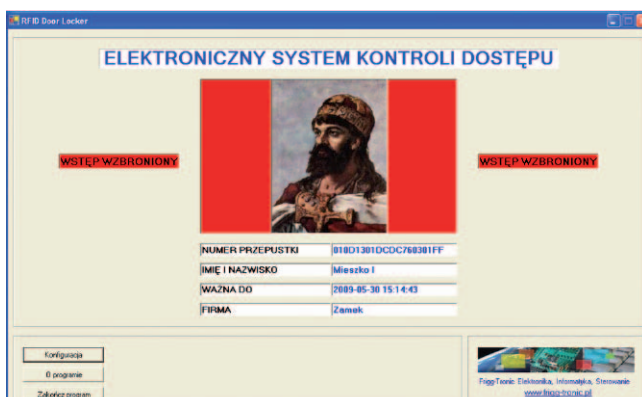 RFID Door Locker
ELEKTRONICZNY SYSTEM KONTROLI DOSTĘPU
WSTĘP WZBRONIONY
WSTĘP WZBRONIONY
NUMER PRZEPUSTKI 010D1301DCDC760301FF
IMIĘ I NAZWISKO Mieszko I
WAŻNA DO 2009-05-30 15:14:43
FIRMA Zamek
Konfiguracja
O programie
Zakończ program
Frigg-Tronic Elektronika, Informatyka, Sterowanie
www.frigg-tronic.pl